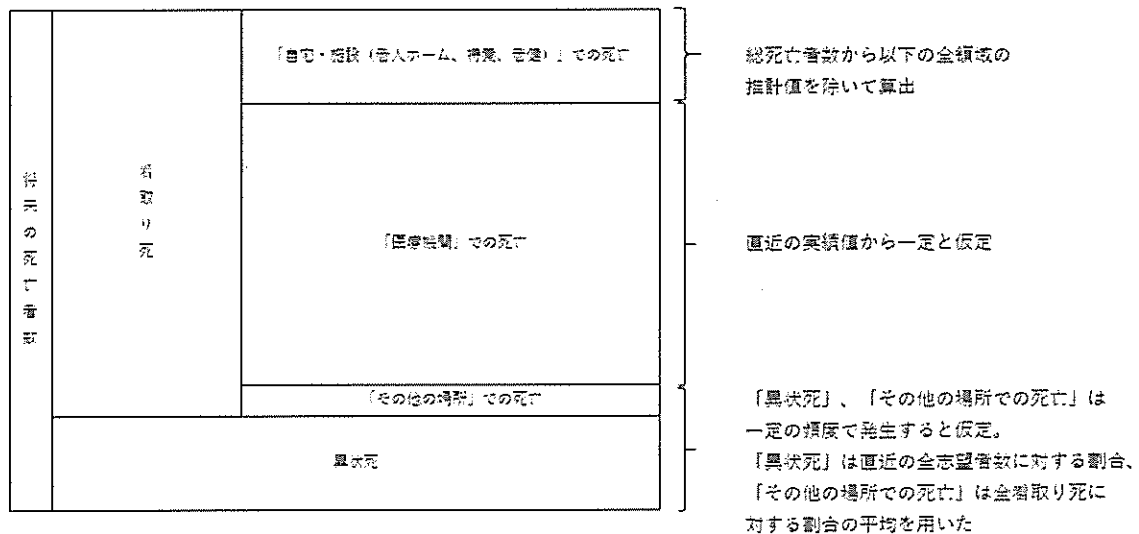 「自宅・施設（老人ホーム、特養、老健）」での死亡
総死亡者数から以下の全領域の
推計値を除いて算出
将来の死亡者数
看取り死
「医療機関」での死亡
直近の実績値から一定と仮定
「その他の場所」での死亡
異状死
「異状死」、「その他の場所での死亡」は
一定の頻度で発生すると仮定。
「異状死」は直近の全志望者数に対する割合、
「その他の場所での死亡」は全看取り死に
対する割合の平均を用いた